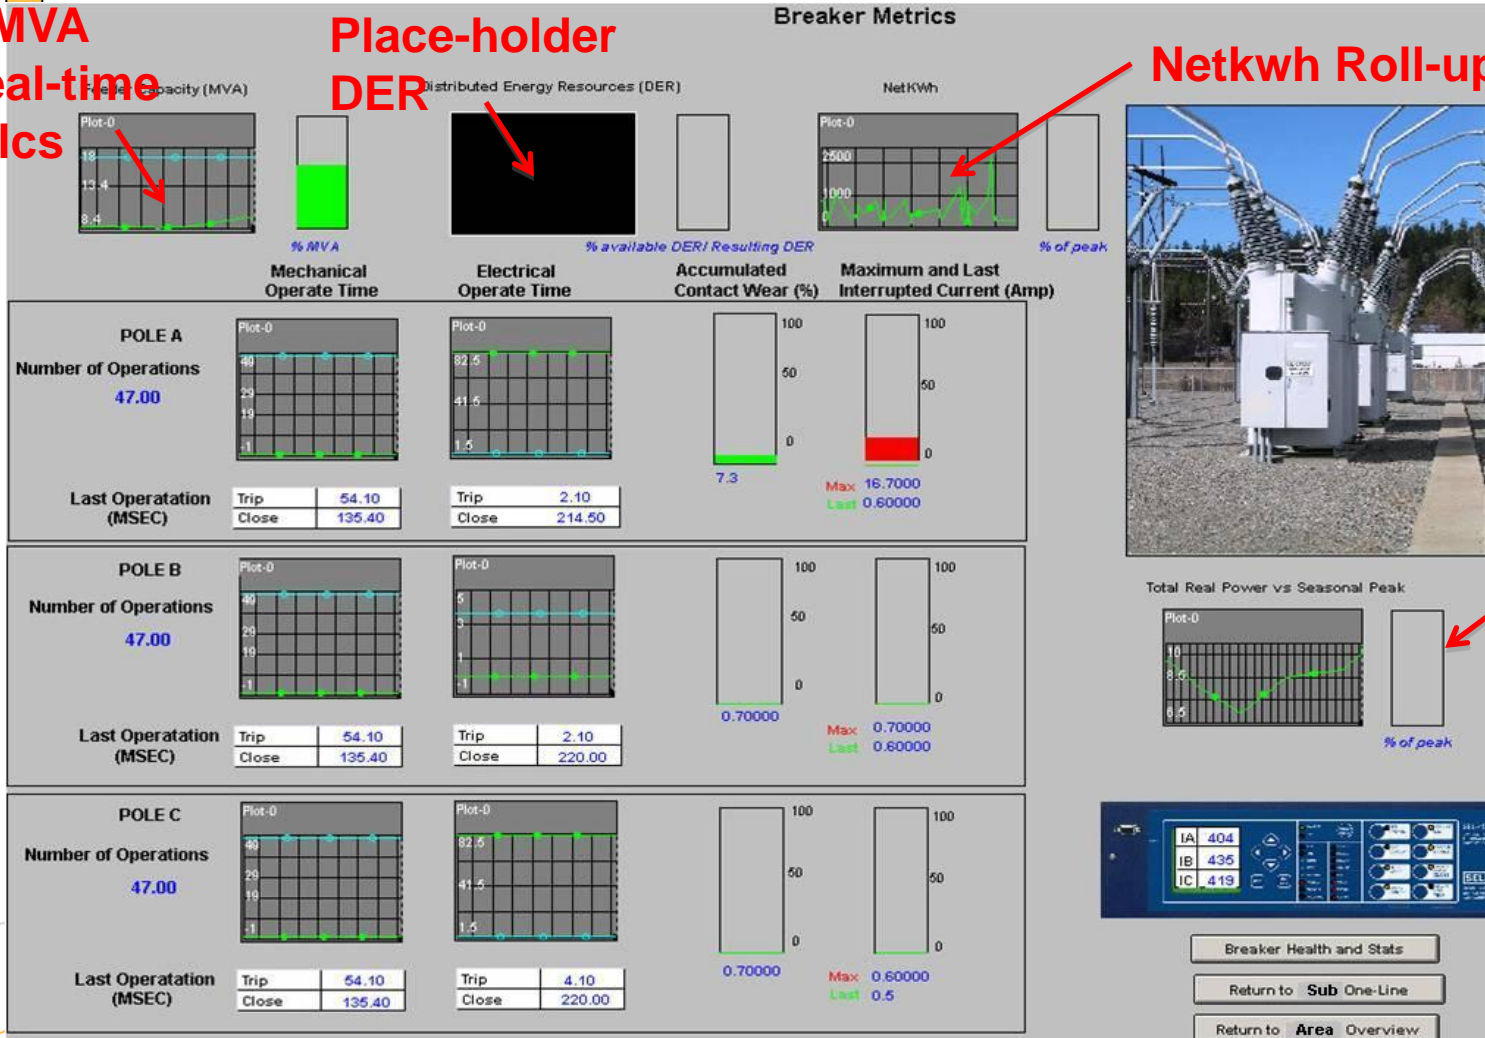 Breaker Metrics
MVA
Place-holder
DER
Netkwh Roll-up
Capacity (MVA)
Distributed Energy Resources (DER)
NetKWh
Plot-0
18
13.4
8.4
% MVA
% available DER/ Resulting DER
Plot-0
2500
1000
0
% of peak
Mechanical
Operate Time
Electrical
Operate Time
Accumulated
Contact Wear (%)
Maximum and Last
Interrupted Current (Amp)
POLE A
Number of Operations
47.00
Plot-0
49
29
19
-1
Plot-0
82.5
41.5
1.5
100
50
0
7.3
100
50
0
Max 16.7000
Last 0.60000
Last Operatation
(MSEC)
Trip 54.10
Close 135.40
Trip 2.10
Close 214.50
POLE B
Number of Operations
47.00
Plot-0
49
29
19
-1
Plot-0
5
3
1
-1
100
50
0
0.70000
100
50
0
Max 0.70000
Last 0.60000
Last Operatation
(MSEC)
Trip 54.10
Close 135.40
Trip 2.10
Close 220.00
POLE C
Number of Operations
47.00
Plot-0
49
29
19
-1
Plot-0
82.5
41.5
1.5
100
50
0
0.70000
100
50
0
Max 0.60000
Last 0.5
Last Operatation
(MSEC)
Trip 54.10
Close 135.40
Trip 4.10
Close 220.00
Total Real Power vs Seasonal Peak
Plot-0
10
8.5
6.5
% of peak
IA 404
IB 435
IC 419
SEL
Breaker Health and Stats
Return to Sub One-Line
Return to Area Overview